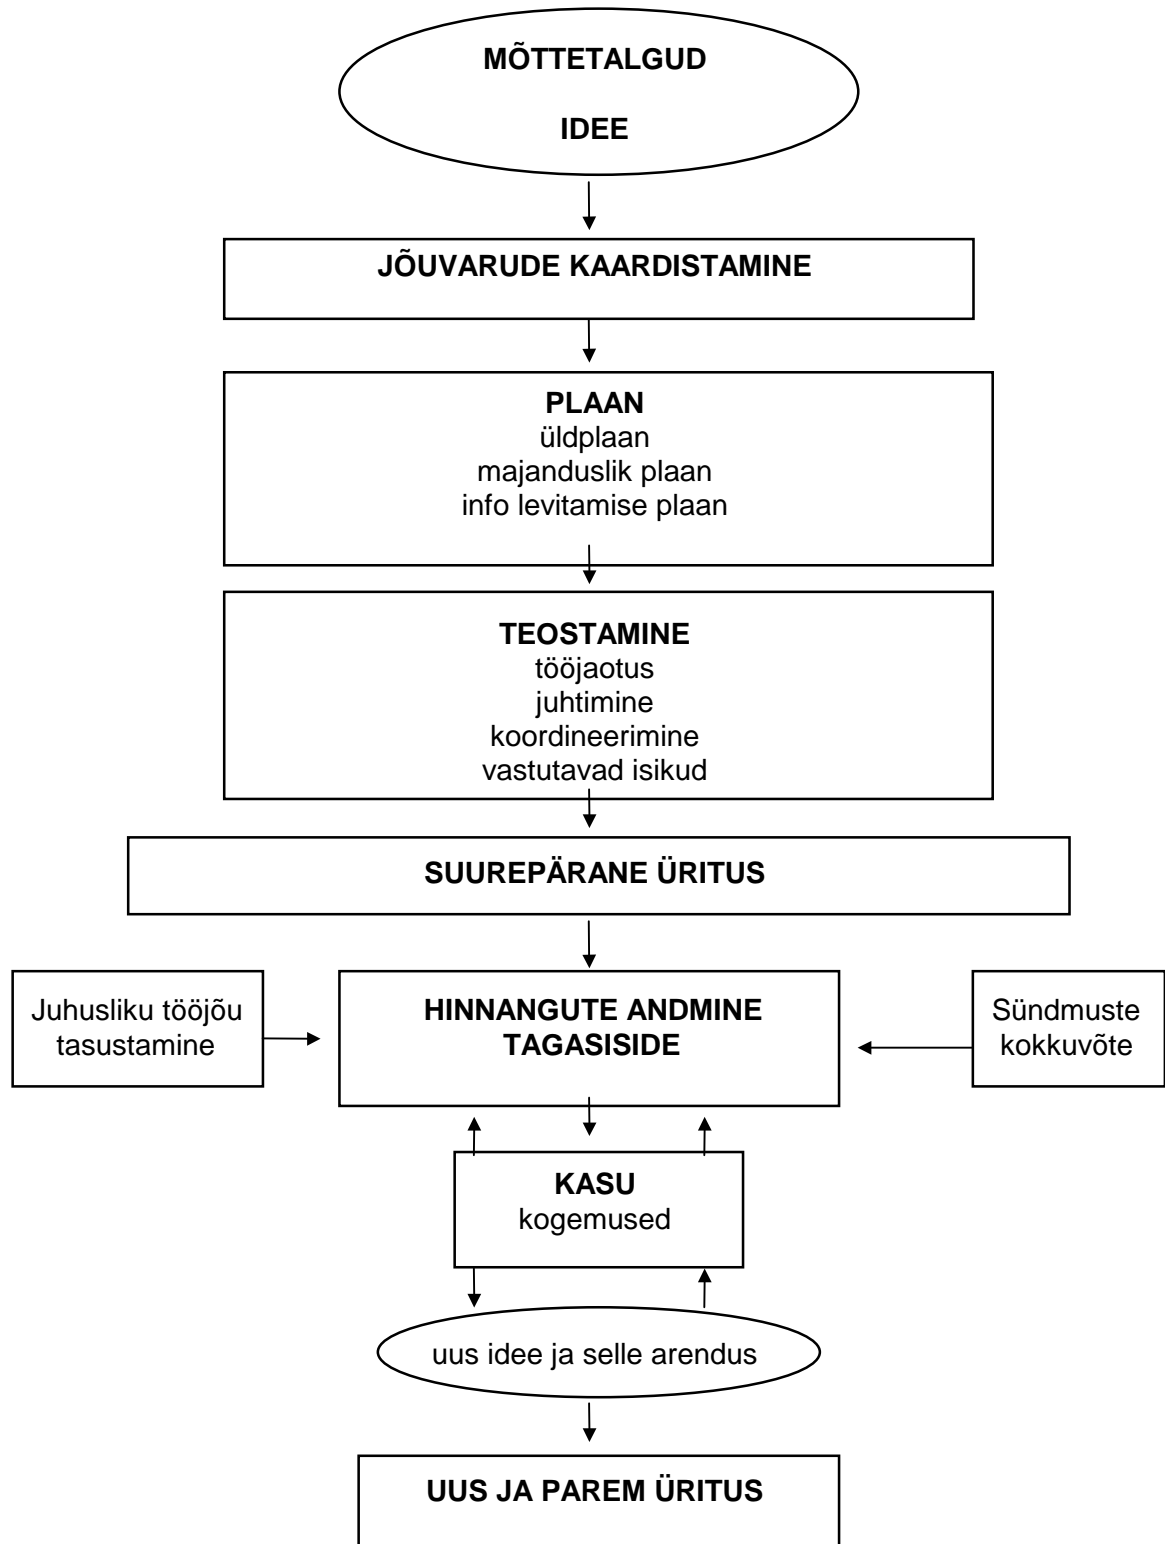 MÕTTETALGUD
IDEE
JÕUVARUDE KAARDISTAMINE
PLAAN
üldplaan
majanduslik plaan
info levitamise plaan
TEOSTAMINE
tööjaotus
juhtimine
koordineerimine
vastutavad isikud
SUUREPÄRANE ÜRITUS
Juhusliku tööjõu
tasustamine
HINNANGUTE ANDMINE
TAGASISIDE
Sündmuste
kokkuvõte
KASU
kogemused
uus idee ja selle arendus
UUS JA PAREM ÜRITUS